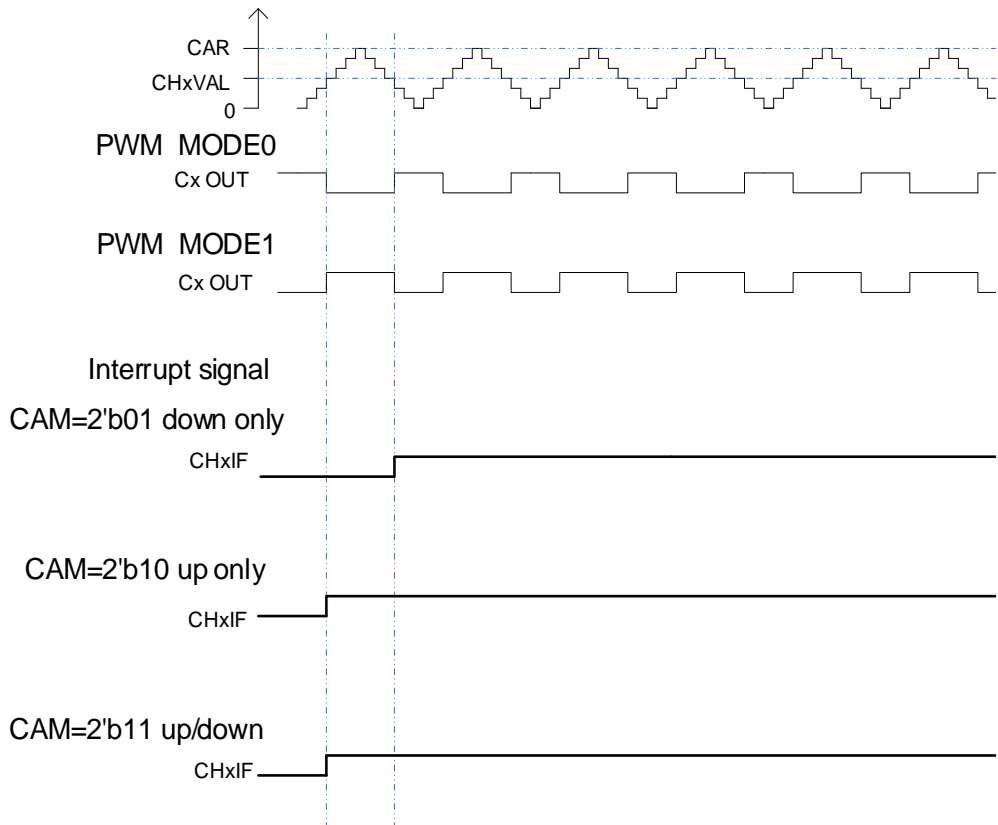 CAR
CHxVAL
0
PWM MODE0
Cx OUT
PWM MODE1
Cx OUT
Interrupt signal
CAM=2'b01 down only
CHxIF
CAM=2'b10 up only
CHxIF
CAM=2'b11 up/down
CHxIF